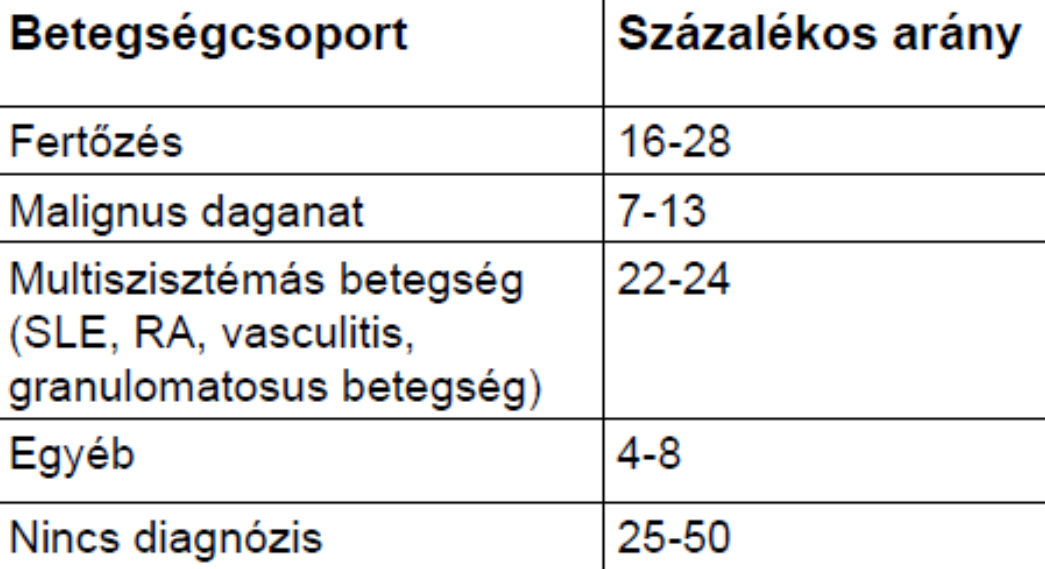 Betegségcsoport Százalékos arány
Fertőzés 16-28
Malignus daganat 7-13
Multiszisztémás betegség 22-24
(SLE, RA, vasculitis,
granulomatosus betegség)
Egyéb 4-8
Nincs diagnózis 25-50